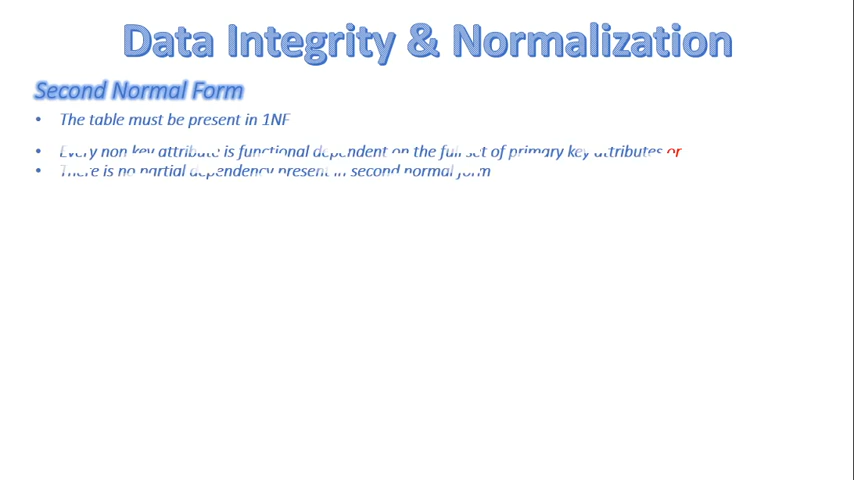 Data Integrity & Normalization
Second Normal Form
• The table must be present in 1NF
• Every non key attribute is functional dependent on the full set of primary key attributes or
• There is no partial dependency present in second normal form